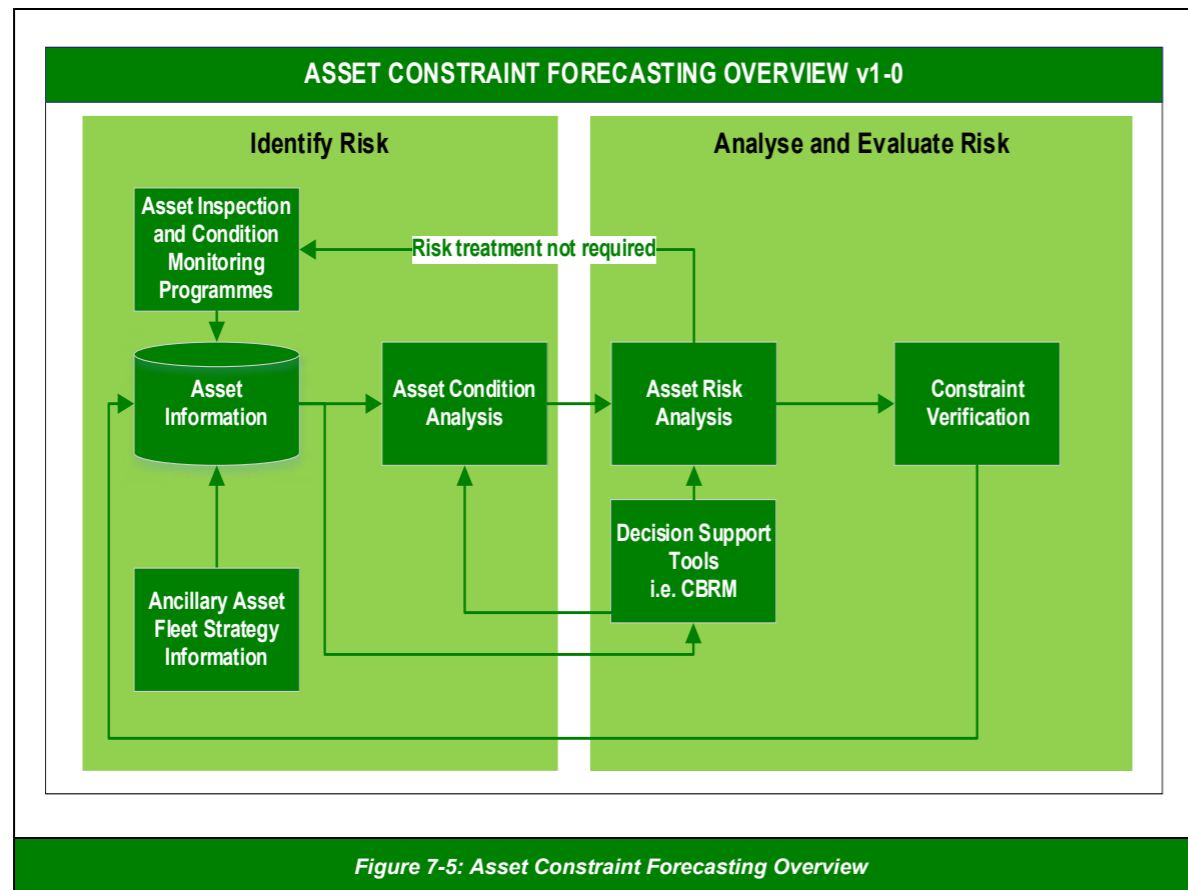 ASSET CONSTRAINT FORECASTING OVERVIEW v1-0
Identify Risk
Analyse and Evaluate Risk
Asset Inspection
and Condition
Monitoring
Programmes
Risk treatment not required
Asset
Information
Asset Condition
Analysis
Asset Risk
Analysis
Constraint
Verification
Decision Support
Tools
i.e. CBRM
Ancillary Asset
Fleet Strategy
Information
Figure 7-5: Asset Constraint Forecasting Overview